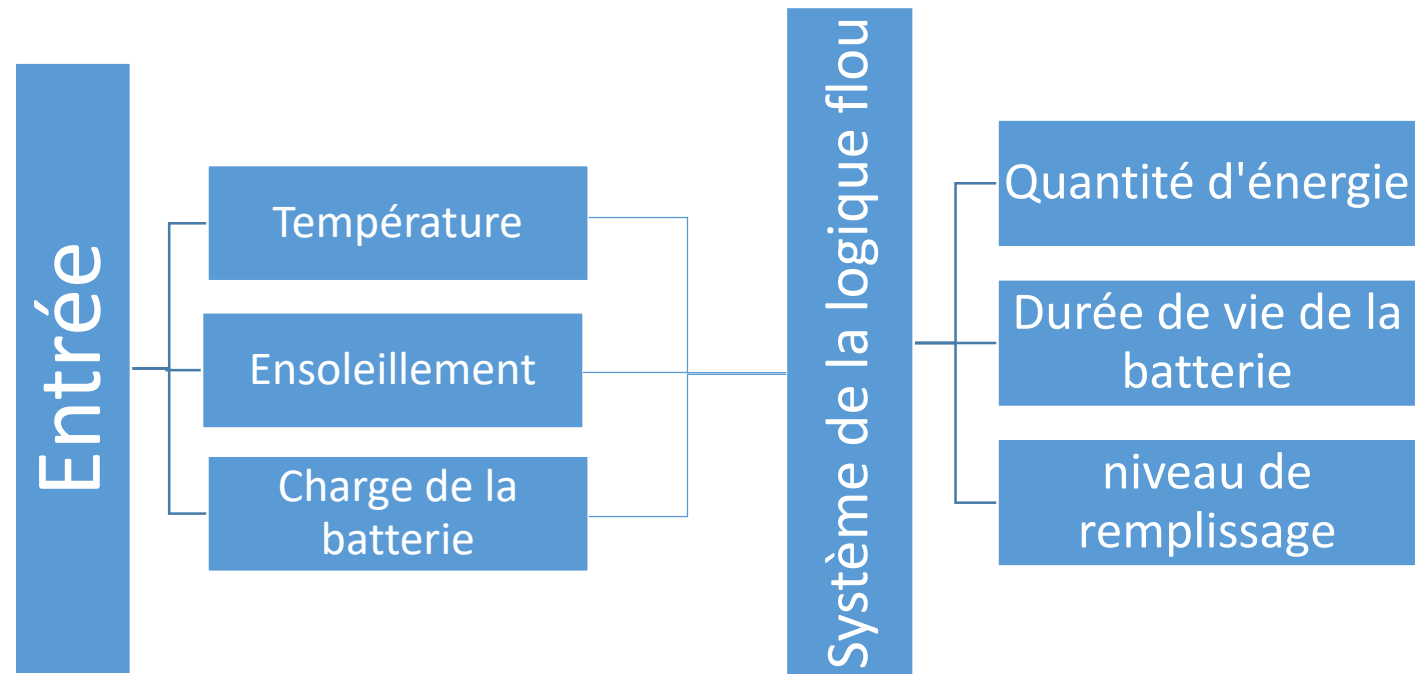 Entrée
Température
Ensoleillement
Charge de la
batterie
Système de la logique flou
Quantité d'énergie
Durée de vie de la
batterie
niveau de
remplissage